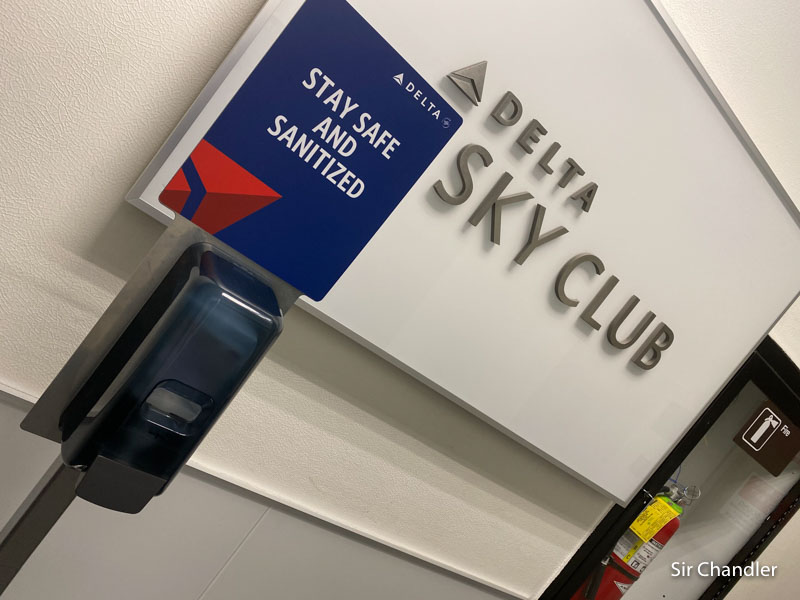 DELTA
STAY SAFE
AND
SANITIZED
DELTA
SKY CLUB
Fire
Sir Chandler